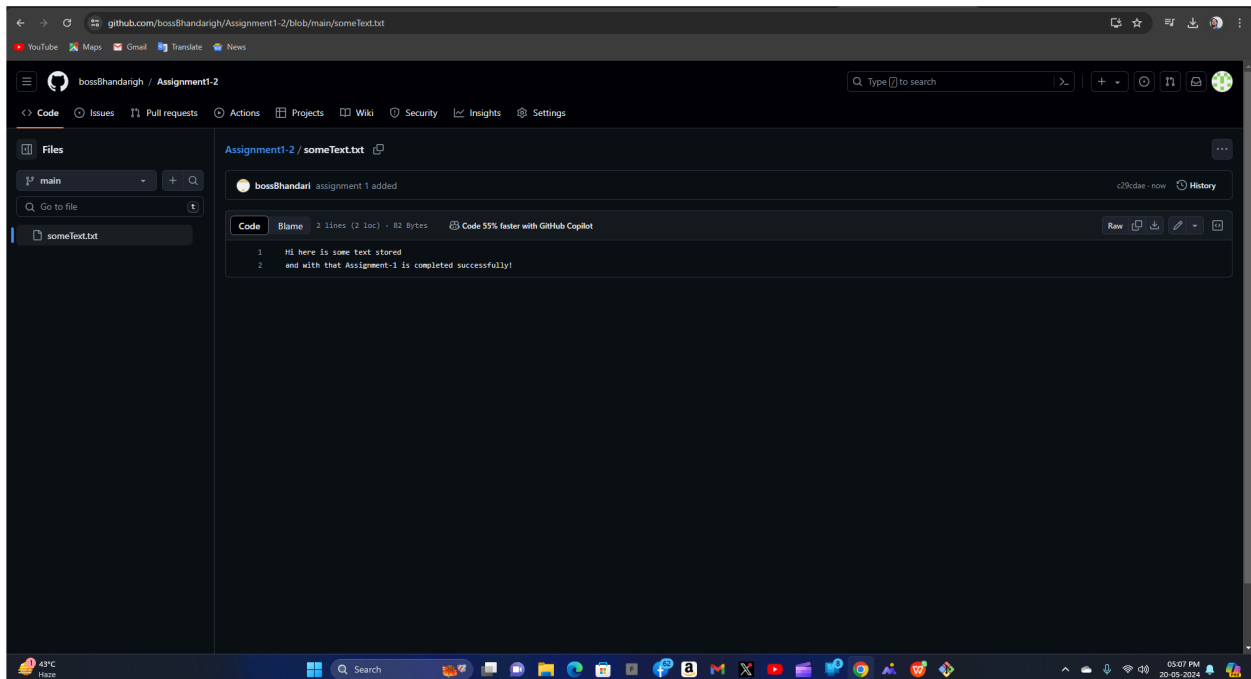 github.com/bossBhandarigh/Assignment1-2/blob/main/someText.txt
YouTube Maps Gmail Translate News
bossBhandarigh / Assignment1-2
Type / to search
Code Issues Pull requests Actions Projects Wiki Security Insights Settings
Files
Assignment1-2 / someText.txt
main
bossBhandari assignment 1 added
c29cdae · now History
Go to file t
Code Blame 2 lines (2 loc) · 82 Bytes Code 55% faster with GitHub Copilot
Raw
someText.txt
1 Hi here is some text stored
2 and with that Assignment-1 is completed successfully!
1
43°C
Haze
Search
05:07 PM
20-05-2024